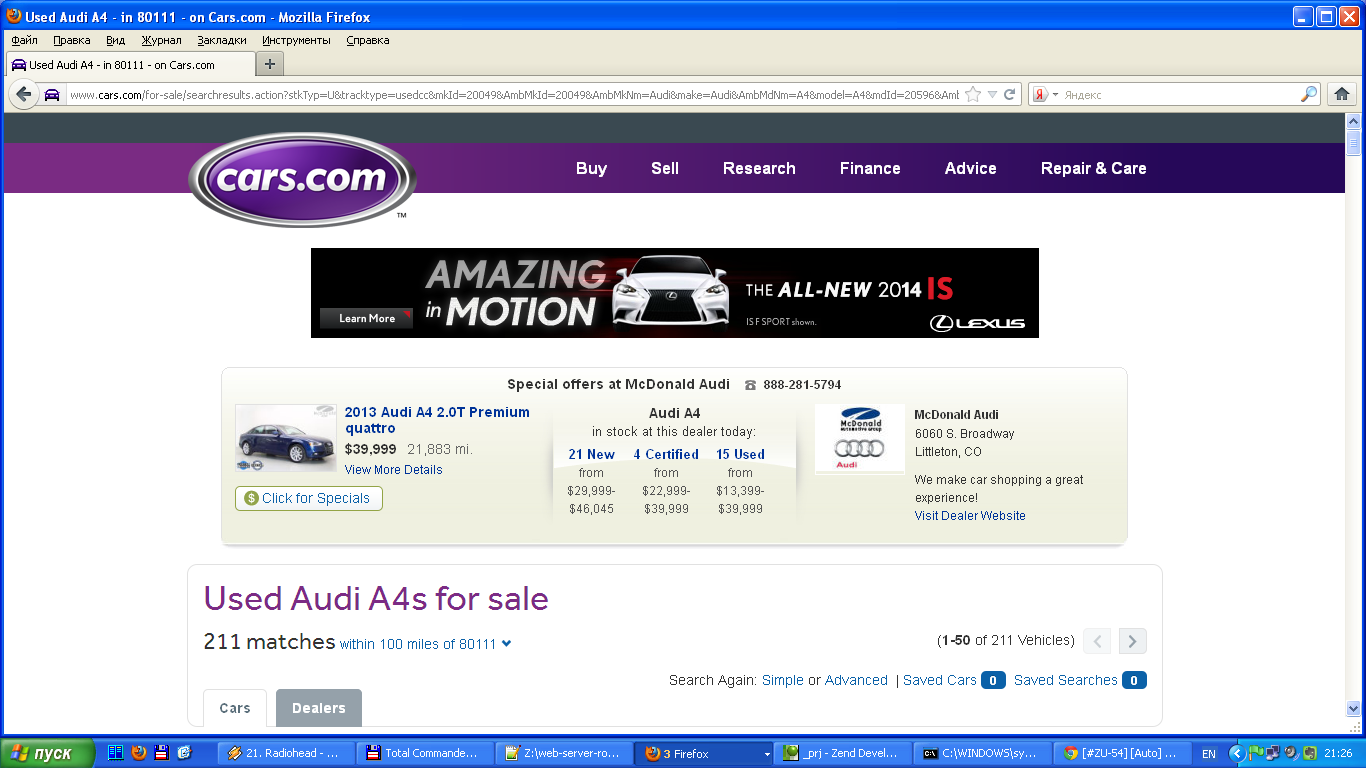 Used Audi A4 - in 80111 - on Cars.com - Mozilla Firefox
Файл Правка Вид Журнал Закладки Инструменты Справка
Used Audi A4 - in 80111 - on Cars.com
www.cars.com/for-sale/searchresults.action?stkTyp=U&tracktype=usedcc&mkId=20049&AmbMkId=20049&AmbMkNm=Audi&make=Audi&AmbMdNm=A4&model=A4&mdId=20596&Amb
Я Яндекс
cars.com™
Buy Sell Research Finance Advice Repair & Care
AMAZING
in MOTION
Learn More
THE ALL-NEW 2014 IS
IS F SPORT shown.
LEXUS
Special offers at McDonald Audi 888-281-5794
2013 Audi A4 2.0T Premium
quattro
$39,999 21,883 mi.
View More Details
$ Click for Specials
Audi A4
in stock at this dealer today:
21 New 4 Certified 15 Used
from from from
$29,999- $22,999- $13,399-
$46,045 $39,999 $39,999
McDonald
automotive group
Audi
McDonald Audi
6060 S. Broadway
Littleton, CO
We make car shopping a great
experience!
Visit Dealer Website
Used Audi A4s for sale
211 matches within 100 miles of 80111
(1-50 of 211 Vehicles)
Search Again: Simple or Advanced | Saved Cars 0 Saved Searches 0
Cars Dealers
пуск
21. Radiohead - ... Total Commande... Z:\web-server-ro... 3 Firefox _prj - Zend Devel... C:\WINDOWS\sy... [#ZU-54] [Auto] ... EN 21:26